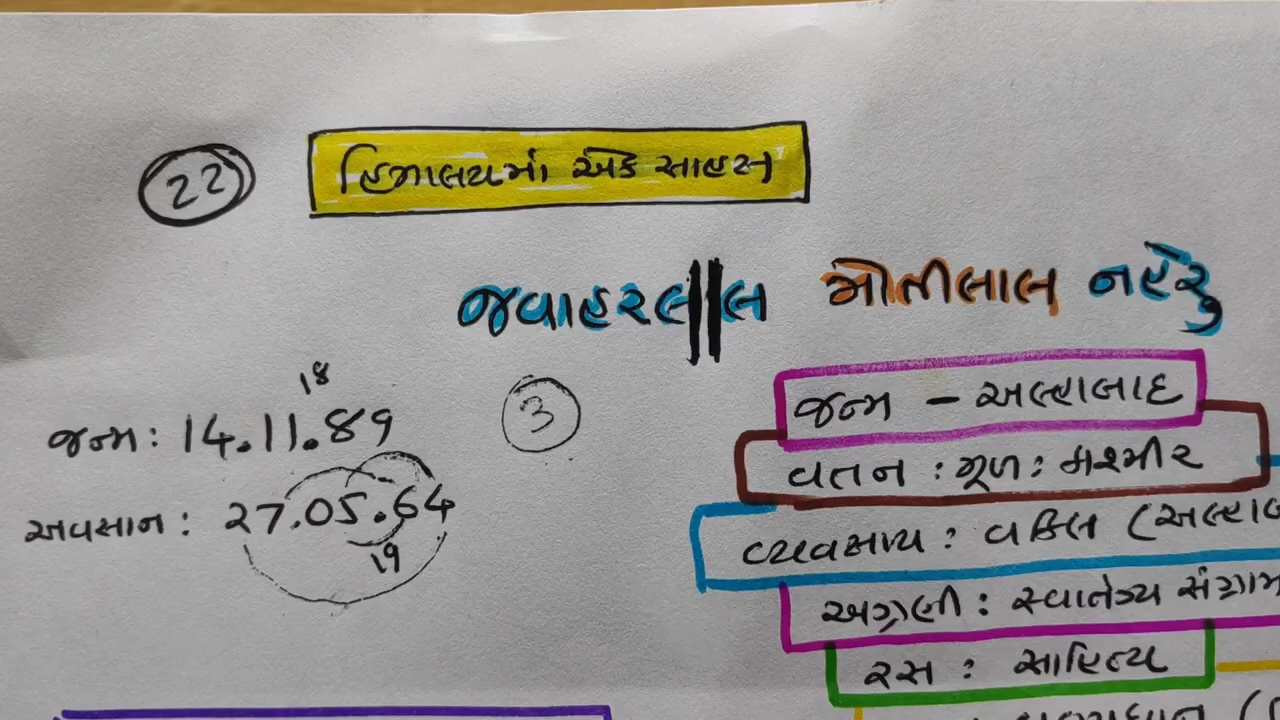 22
હિમાલયમાં એક સાહસ
જવાહરલાલ મોતીલાલ નહેરુ
18
જન્મ : 14.11.89
3
અવસાન : 27.05.64
19
જન્મ - અલ્હાબાદ
વતન : મૂળ : કાશ્મીર
વ્યવસાય : વકિલ (અલ્હાબ
અગ્રણી : સ્વાતંત્ર્ય સંગ્રામ
રસ : સાહિત્ય